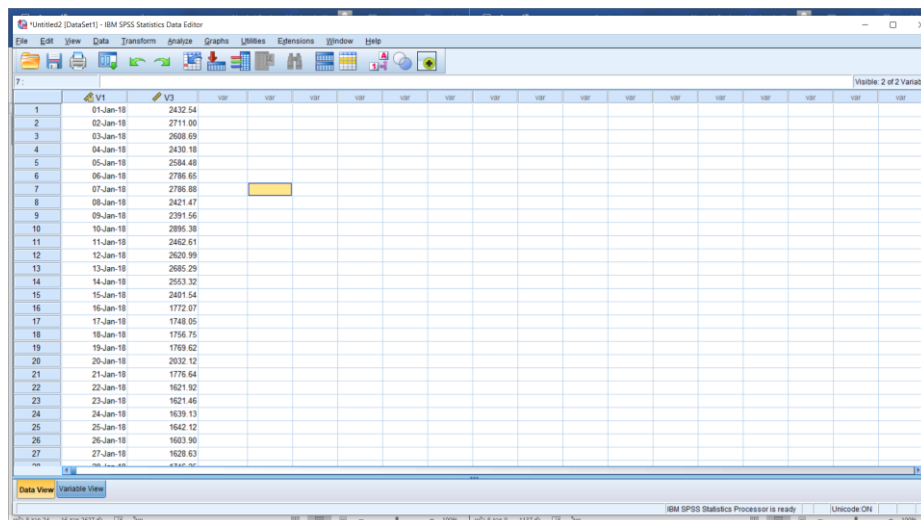 *Untitled2 [DataSet1] - IBM SPSS Statistics Data Editor
File Edit View Data Transform Analyze Graphs Utilities Extensions Window Help
7 : Visible: 2 of 2 Variab
V1 V3 var var var var var var var var var var var var var var var var
1 01-Jan-18 2432.54
2 02-Jan-18 2711.00
3 03-Jan-18 2608.69
4 04-Jan-18 2430.18
5 05-Jan-18 2584.48
6 06-Jan-18 2786.65
7 07-Jan-18 2786.88
8 08-Jan-18 2421.47
9 09-Jan-18 2391.56
10 10-Jan-18 2895.38
11 11-Jan-18 2462.61
12 12-Jan-18 2620.99
13 13-Jan-18 2685.29
14 14-Jan-18 2553.32
15 15-Jan-18 2401.54
16 16-Jan-18 1772.07
17 17-Jan-18 1748.05
18 18-Jan-18 1756.75
19 19-Jan-18 1769.62
20 20-Jan-18 2032.12
21 21-Jan-18 1776.64
22 22-Jan-18 1621.92
23 23-Jan-18 1621.46
24 24-Jan-18 1639.13
25 25-Jan-18 1642.12
26 26-Jan-18 1603.90
27 27-Jan-18 1628.63
Data View Variable View
IBM SPSS Statistics Processor is ready Unicode:ON